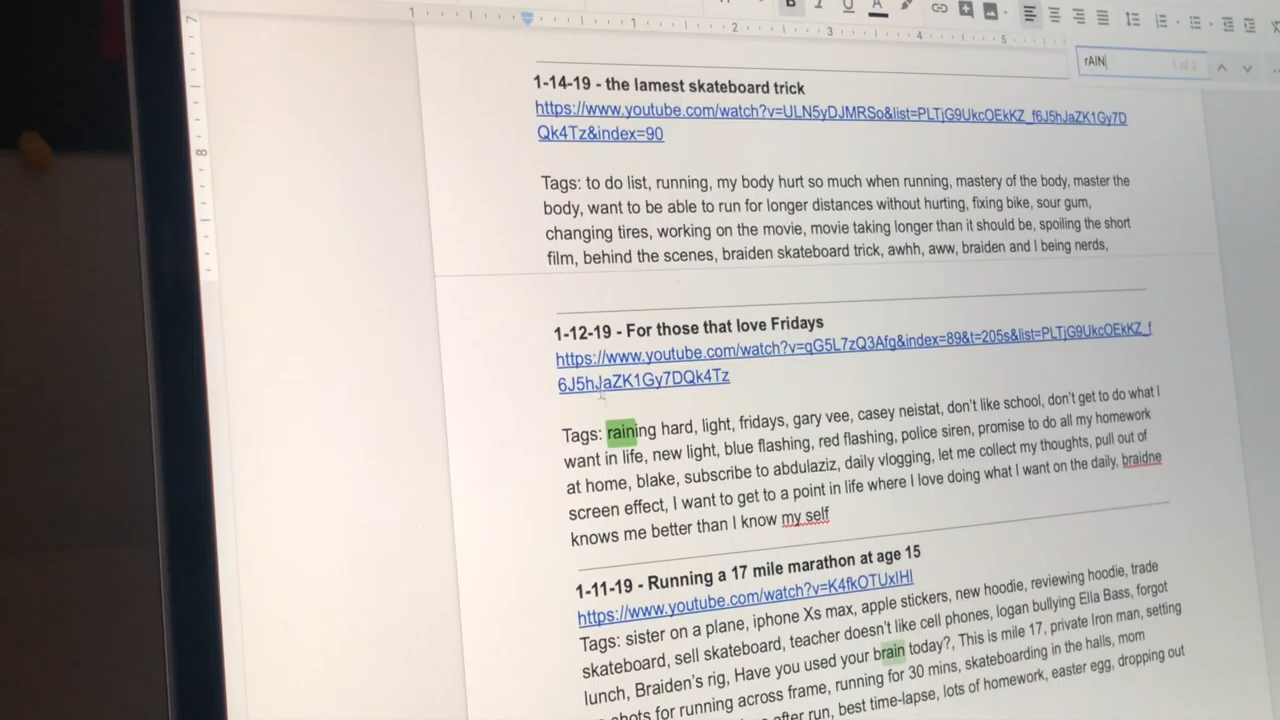 rAIN 1 of 2
1-14-19 - the lamest skateboard trick
https://www.youtube.com/watch?v=ULN5yDJMRSo&list=PLTjG9UkcOEkKZ_f6J5hJaZK1Gy7D
Qk4Tz&index=90
Tags: to do list, running, my body hurt so much when running, mastery of the body, master the
body, want to be able to run for longer distances without hurting, fixing bike, sour gum,
changing tires, working on the movie, movie taking longer than it should be, spoiling the short
film, behind the scenes, braiden skateboard trick, awhh, aww, braiden and I being nerds,
1-12-19 - For those that love Fridays
https://www.youtube.com/watch?v=qG5L7zQ3Afg&index=89&t=205s&list=PLTjG9UkcOEkKZ_f
6J5hJaZK1Gy7DQk4Tz
Tags: raining hard, light, fridays, gary vee, casey neistat, don't like school, don't get to do what I
want in life, new light, blue flashing, red flashing, police siren, promise to do all my homework
at home, blake, subscribe to abdulaziz, daily vlogging, let me collect my thoughts, pull out of
screen effect, I want to get to a point in life where I love doing what I want on the daily, braidne
knows me better than I know my self
1-11-19 - Running a 17 mile marathon at age 15
https://www.youtube.com/watch?v=K4fkOTUxIHI
Tags: sister on a plane, iphone Xs max, apple stickers, new hoodie, reviewing hoodie, trade
skateboard, sell skateboard, teacher doesn't like cell phones, logan bullying Ella Bass, forgot
lunch, Braiden's rig, Have you used your brain today?, This is mile 17, private Iron man, setting
shots for running across frame, running for 30 mins, skateboarding in the halls, mom
after run, best time-lapse, lots of homework, easter egg, dropping out